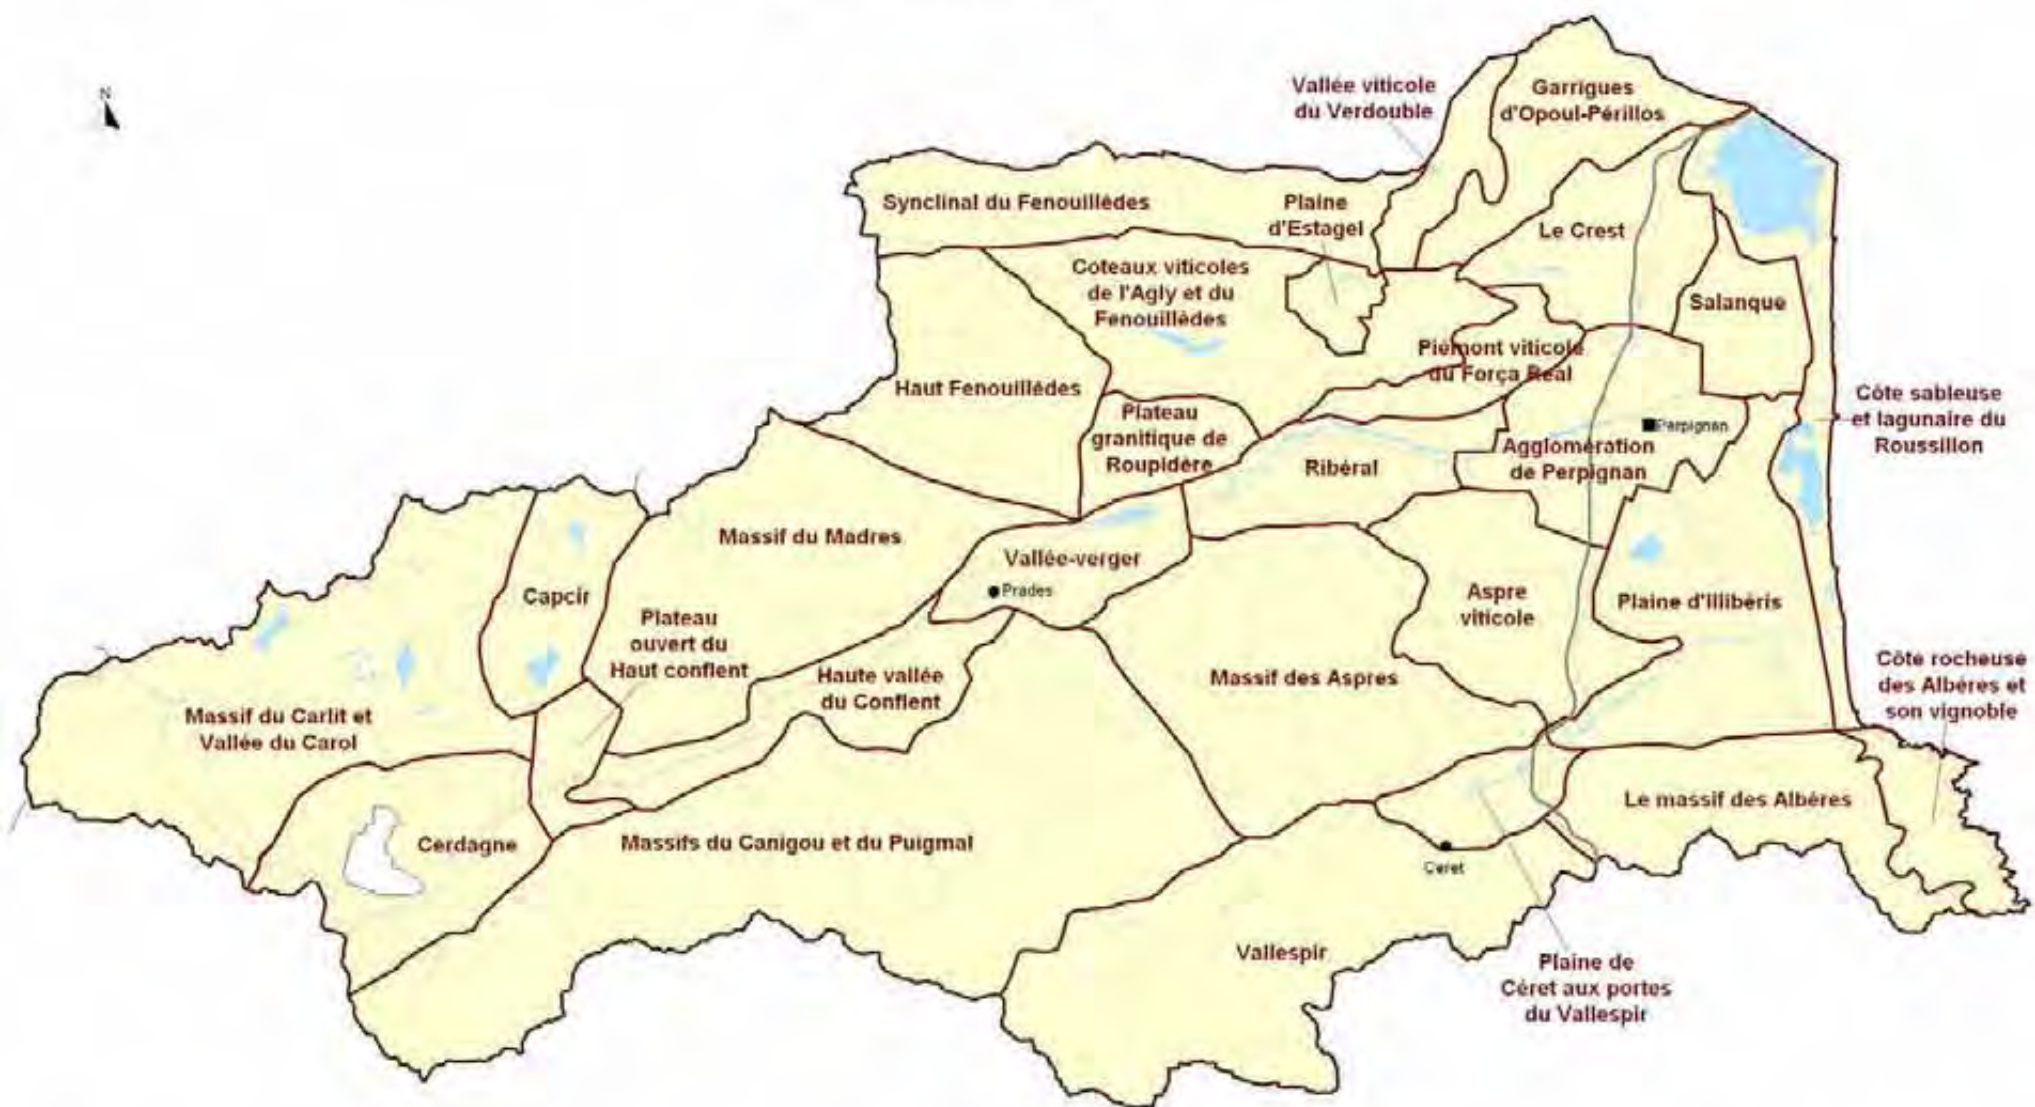 N
Vallée viticole
du Verdouble
Garrigues
d'Opoul-Périllos
Synclinal du Fenouillèdes
Plaine
d'Estagel
Le Crest
Coteaux viticoles
de l'Agly et du
Fenouillèdes
Salanque
Piémont viticole
du Força Réal
Haut Fenouillèdes
Plateau
granitique de
Roupidère
Côte sableuse
et lagunaire du
Roussillon
Perpignan
Agglomération
de Perpignan
Ribéral
Massif du Madres
Vallée-verger
Prades
Capcir
Aspre
viticole
Plaine d'Illibéris
Plateau
ouvert du
Haut conflent
Haute vallée
du Conflent
Massif des Aspres
Côte rocheuse
des Albères et
son vignoble
Massif du Carlit et
Vallée du Carol
Le massif des Albères
Cerdagne
Massifs du Canigou et du Puigmal
Céret
Vallespir
Plaine de
Céret aux portes
du Vallespir